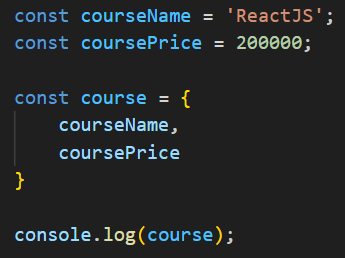 const courseName = 'ReactJS';
const coursePrice = 200000;
const course = {
    courseName,
    coursePrice
}
console.log(course);